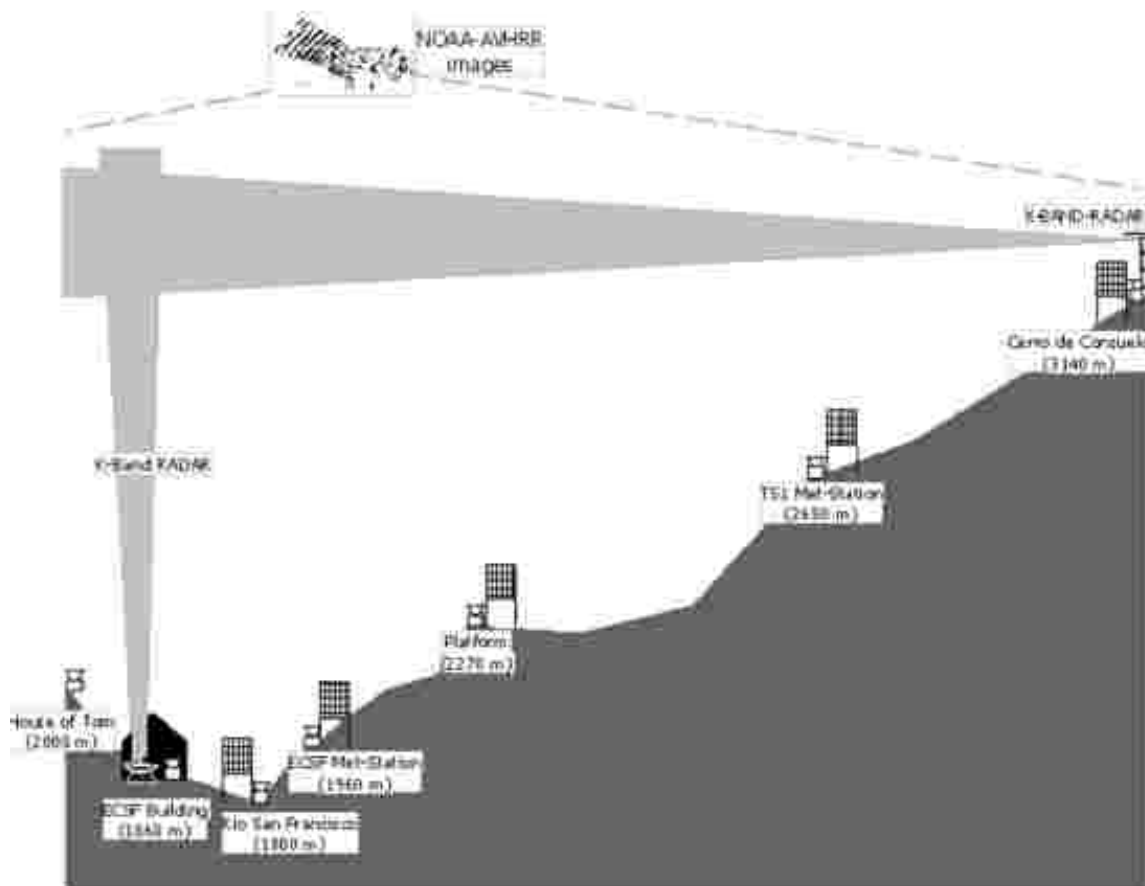 NOAA-AVHRR
images
X-BAND-RADAR
Cerro de Consuelo
(3140 m)
K-Band RADAR
TS1 Met-Station
(2650 m)
Platform
(2270 m)
House of Tom
(2000 m)
ECSF Met-Station
(1960 m)
ECSF Building
(1860 m)
Rio San Francisco
(1800 m)